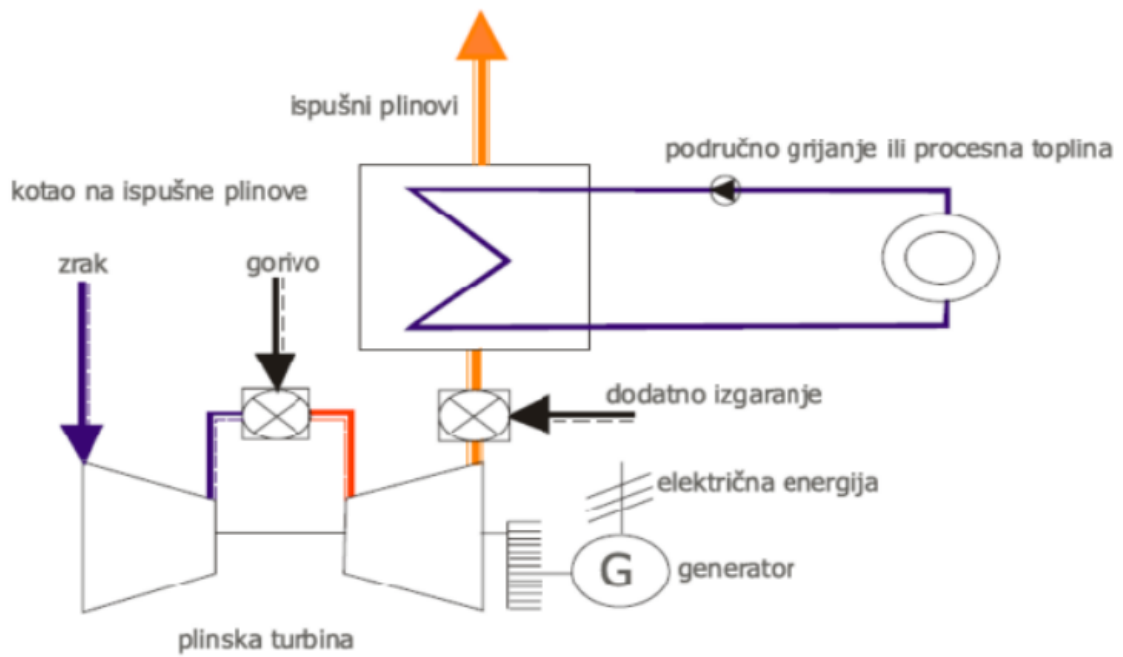 ispušni plinovi
područno grijanje ili procesna toplina
kotao na ispušne plinove
zrak
gorivo
dodatno izgaranje
električna energija
G
generator
plinska turbina